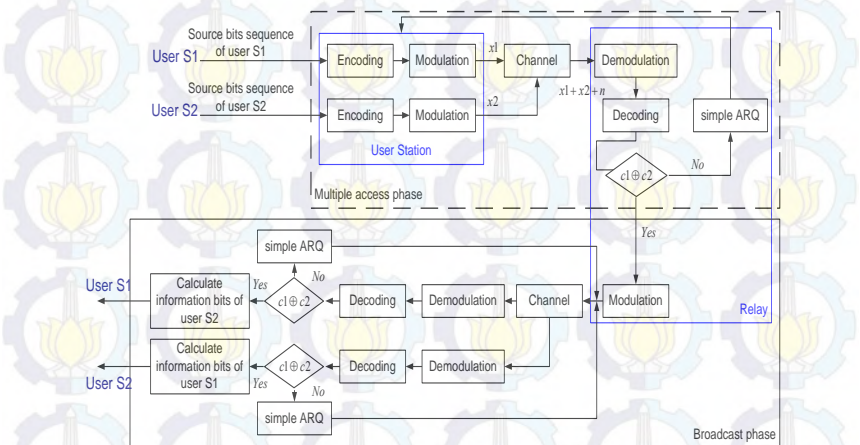 Source bits sequence
of user S1
User S1
Encoding
Modulation
x1
Channel
Demodulation
Source bits sequence
of user S2
User S2
Encoding
Modulation
x2
x1+x2+n
Decoding
simple ARQ
User Station
c1⊕c2
No
Multiple access phase
Yes
simple ARQ
User S1
Calculate
information bits of
user S2
Yes
No
c1⊕c2
Decoding
Demodulation
Channel
Modulation
Relay
User S2
Calculate
information bits of
user S1
Yes
c1⊕c2
No
Decoding
Demodulation
simple ARQ
Broadcast phase